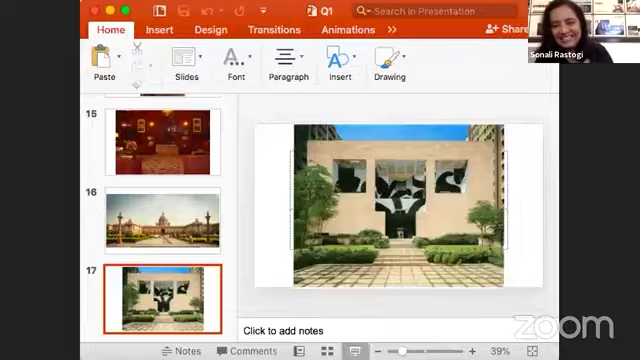 Q1
Search in Presentation
Home Insert Design Transitions Animations Share
Sonali Rastogi
Paste Slides Font Paragraph Insert Drawing
A...
15
16
17
Click to add notes
Notes Comments 39%
zoom